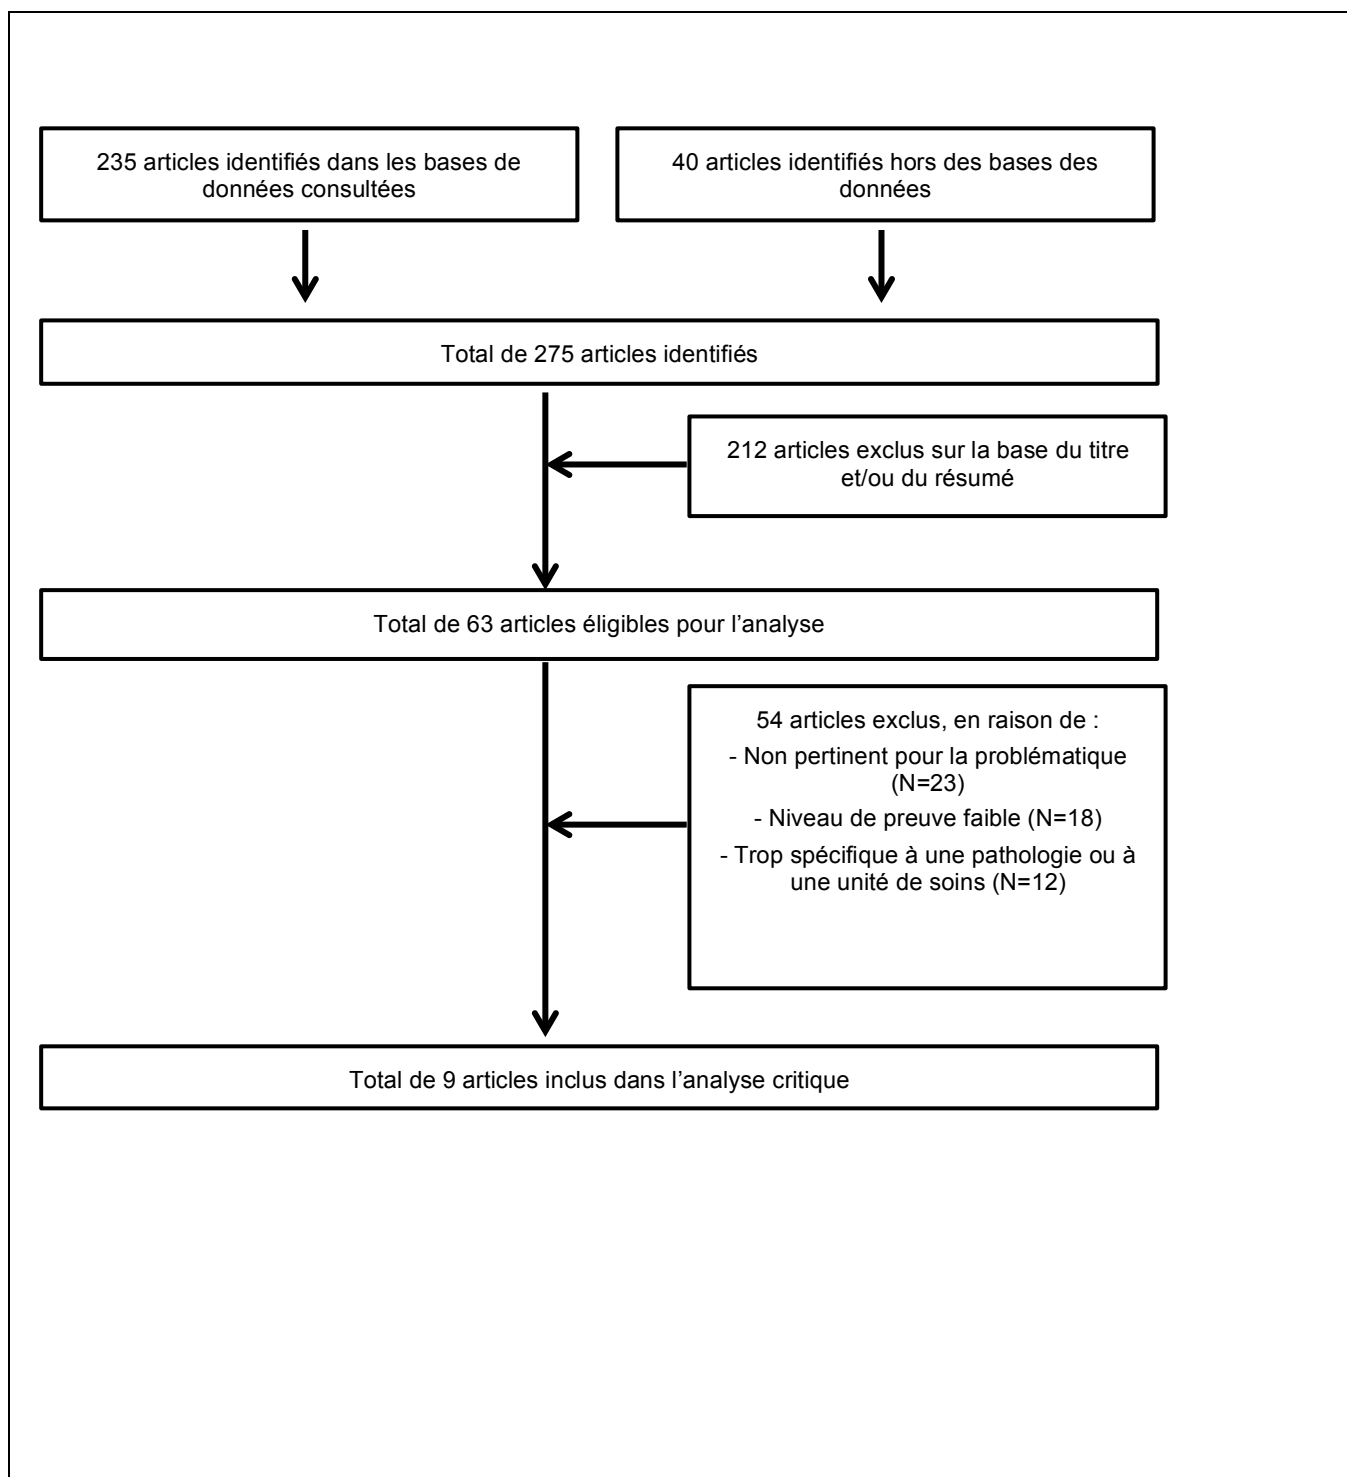 235 articles identifiés dans les bases de
données consultées
40 articles identifiés hors des bases des
données
Total de 275 articles identifiés
212 articles exclus sur la base du titre
et/ou du résumé
Total de 63 articles éligibles pour l’analyse
54 articles exclus, en raison de :
- Non pertinent pour la problématique
(N=23)
- Niveau de preuve faible (N=18)
- Trop spécifique à une pathologie ou à
une unité de soins (N=12)
Total de 9 articles inclus dans l’analyse critique